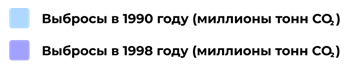 Выбросы в 1990 году (миллионы тонн CO₂)
Выбросы в 1998 году (миллионы тонн CO₂)